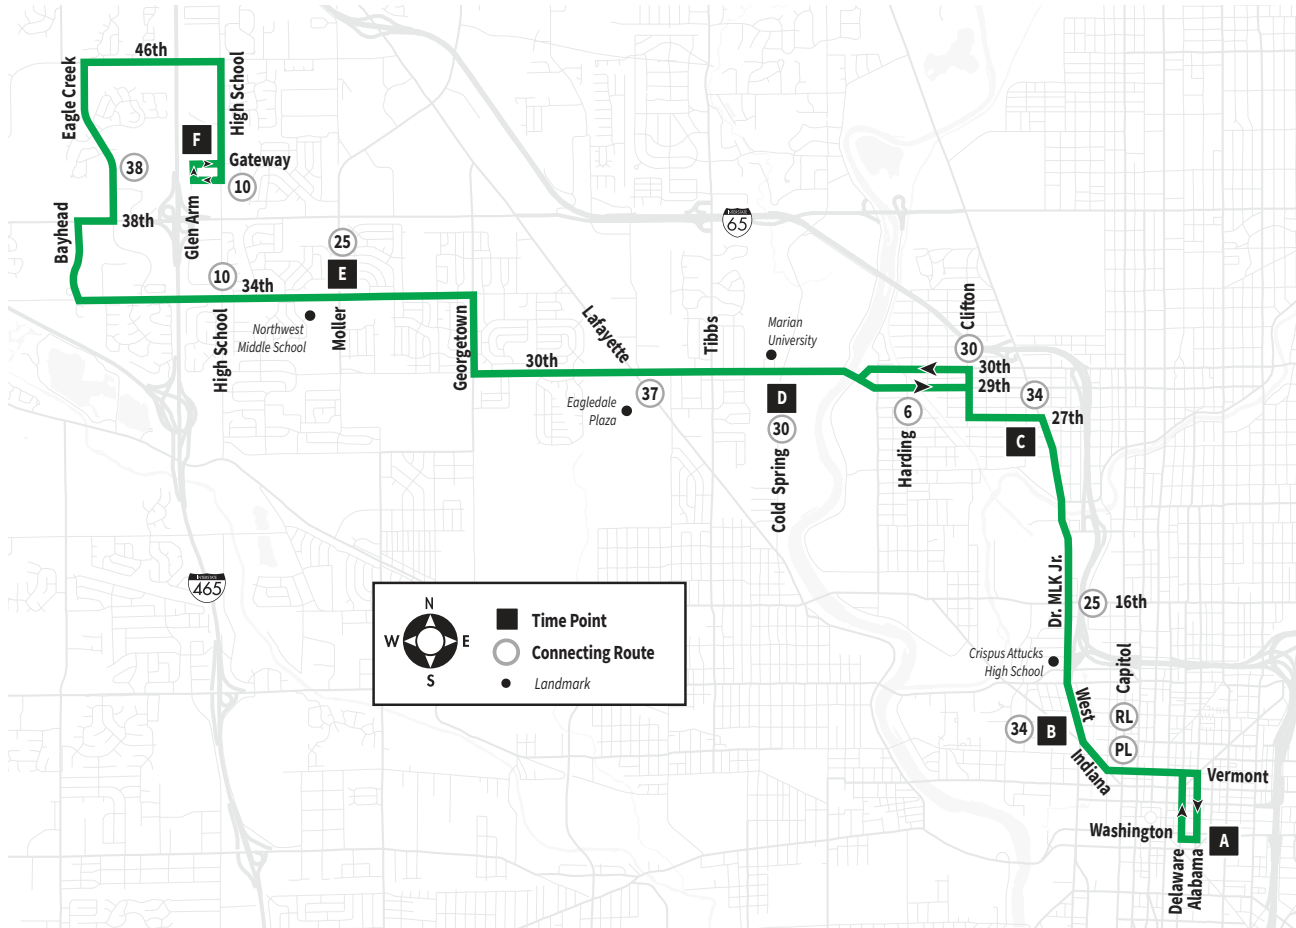 46th
Eagle Creek
High School
F
Gateway
38
10
Glen Arm
38th
Bayhead
INTERSTATE
65
25
E
10
34th
Northwest
Middle School
High School
Moller
Georgetown
Lafayette
30th
Tibbs
Marian
University
Clifton
30
30th
29th
37
Eagledale
Plaza
D
30
Cold Spring
6
Harding
34
27th
C
INTERSTATE
465
N
W
E
S
Time Point
Connecting Route
Landmark
Dr. MLK Jr.
25
16th
Crispus Attucks
High School
Capitol
West
RL
34
B
PL
Indiana
Vermont
Washington
A
Delaware
Alabama